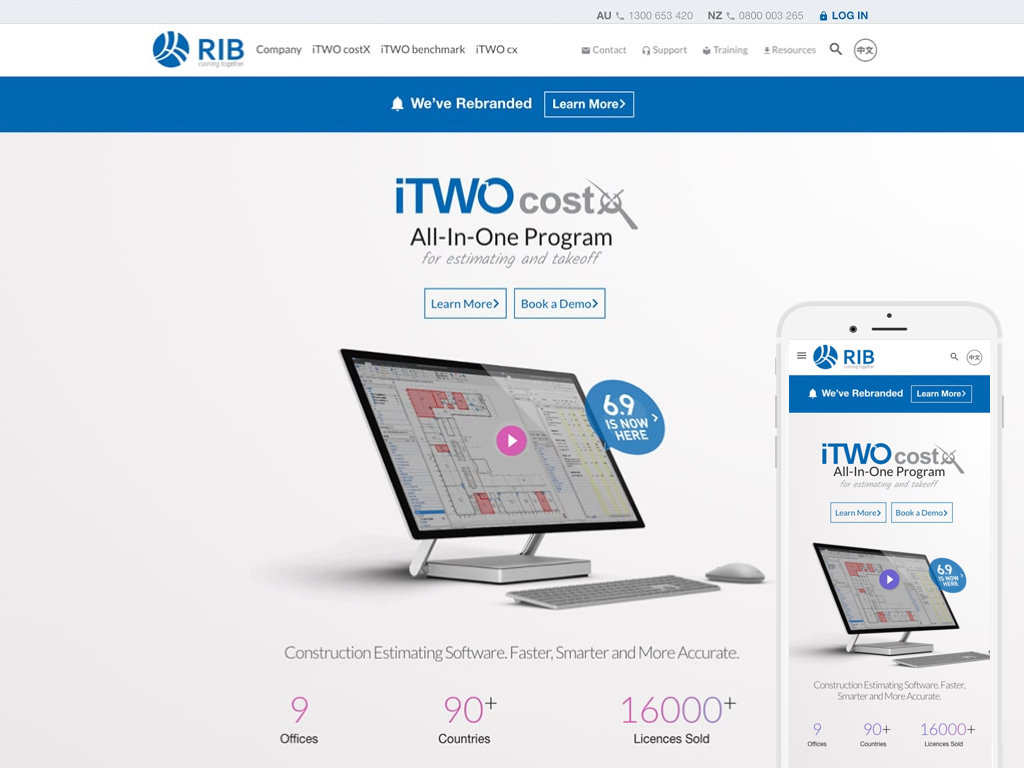 AU 1300 653 420 NZ 0800 003 265 LOG IN
RIB
running together
Company iTWO costX iTWO benchmark iTWO cx
Contact Support Training Resources
中文
We've Rebranded Learn More>
iTWO costX
All-In-One Program
for estimating and takeoff
Learn More> Book a Demo>
6.9
IS NOW >
HERE
Construction Estimating Software. Faster, Smarter and More Accurate.
9 90+ 16000+
Offices Countries Licences Sold
RIB
running together
中文
We've Rebranded Learn More>
iTWO costX
All-In-One Program
for estimating and takeoff
Learn More> Book a Demo>
6.9
IS NOW >
HERE
Construction Estimating Software. Faster,
Smarter and More Accurate.
9 90+ 16000+
Offices Countries Licences Sold